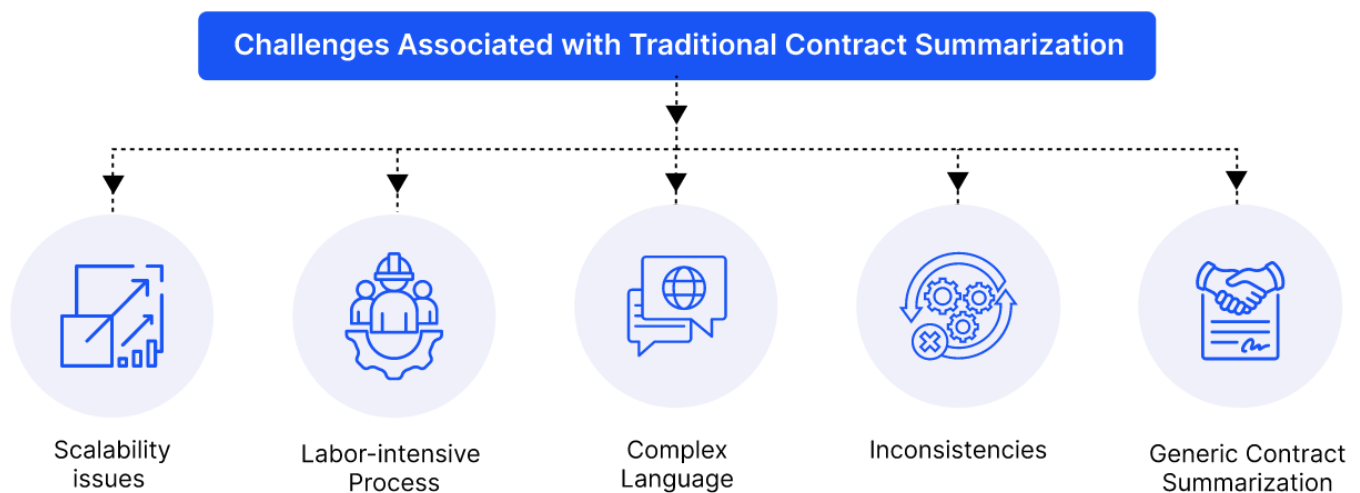 Challenges Associated with Traditional Contract Summarization
Scalability
issues
Labor-intensive
Process
Complex
Language
Inconsistencies
Generic Contract
Summarization